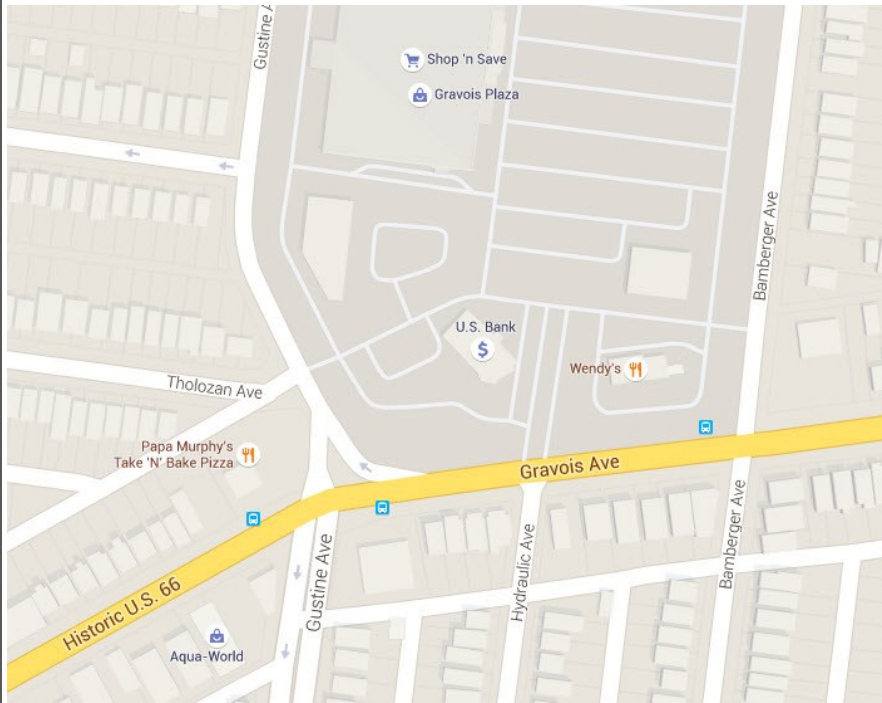 Gustine A
Shop 'n Save
Gravois Plaza
Bamberger Ave
U.S. Bank
$
Wendy's
Tholozan Ave
Papa Murphy's
Take 'N' Bake Pizza
Gravois Ave
Gustine Ave
Hydraulic Ave
Bamberger Ave
Historic U.S. 66
Aqua-World